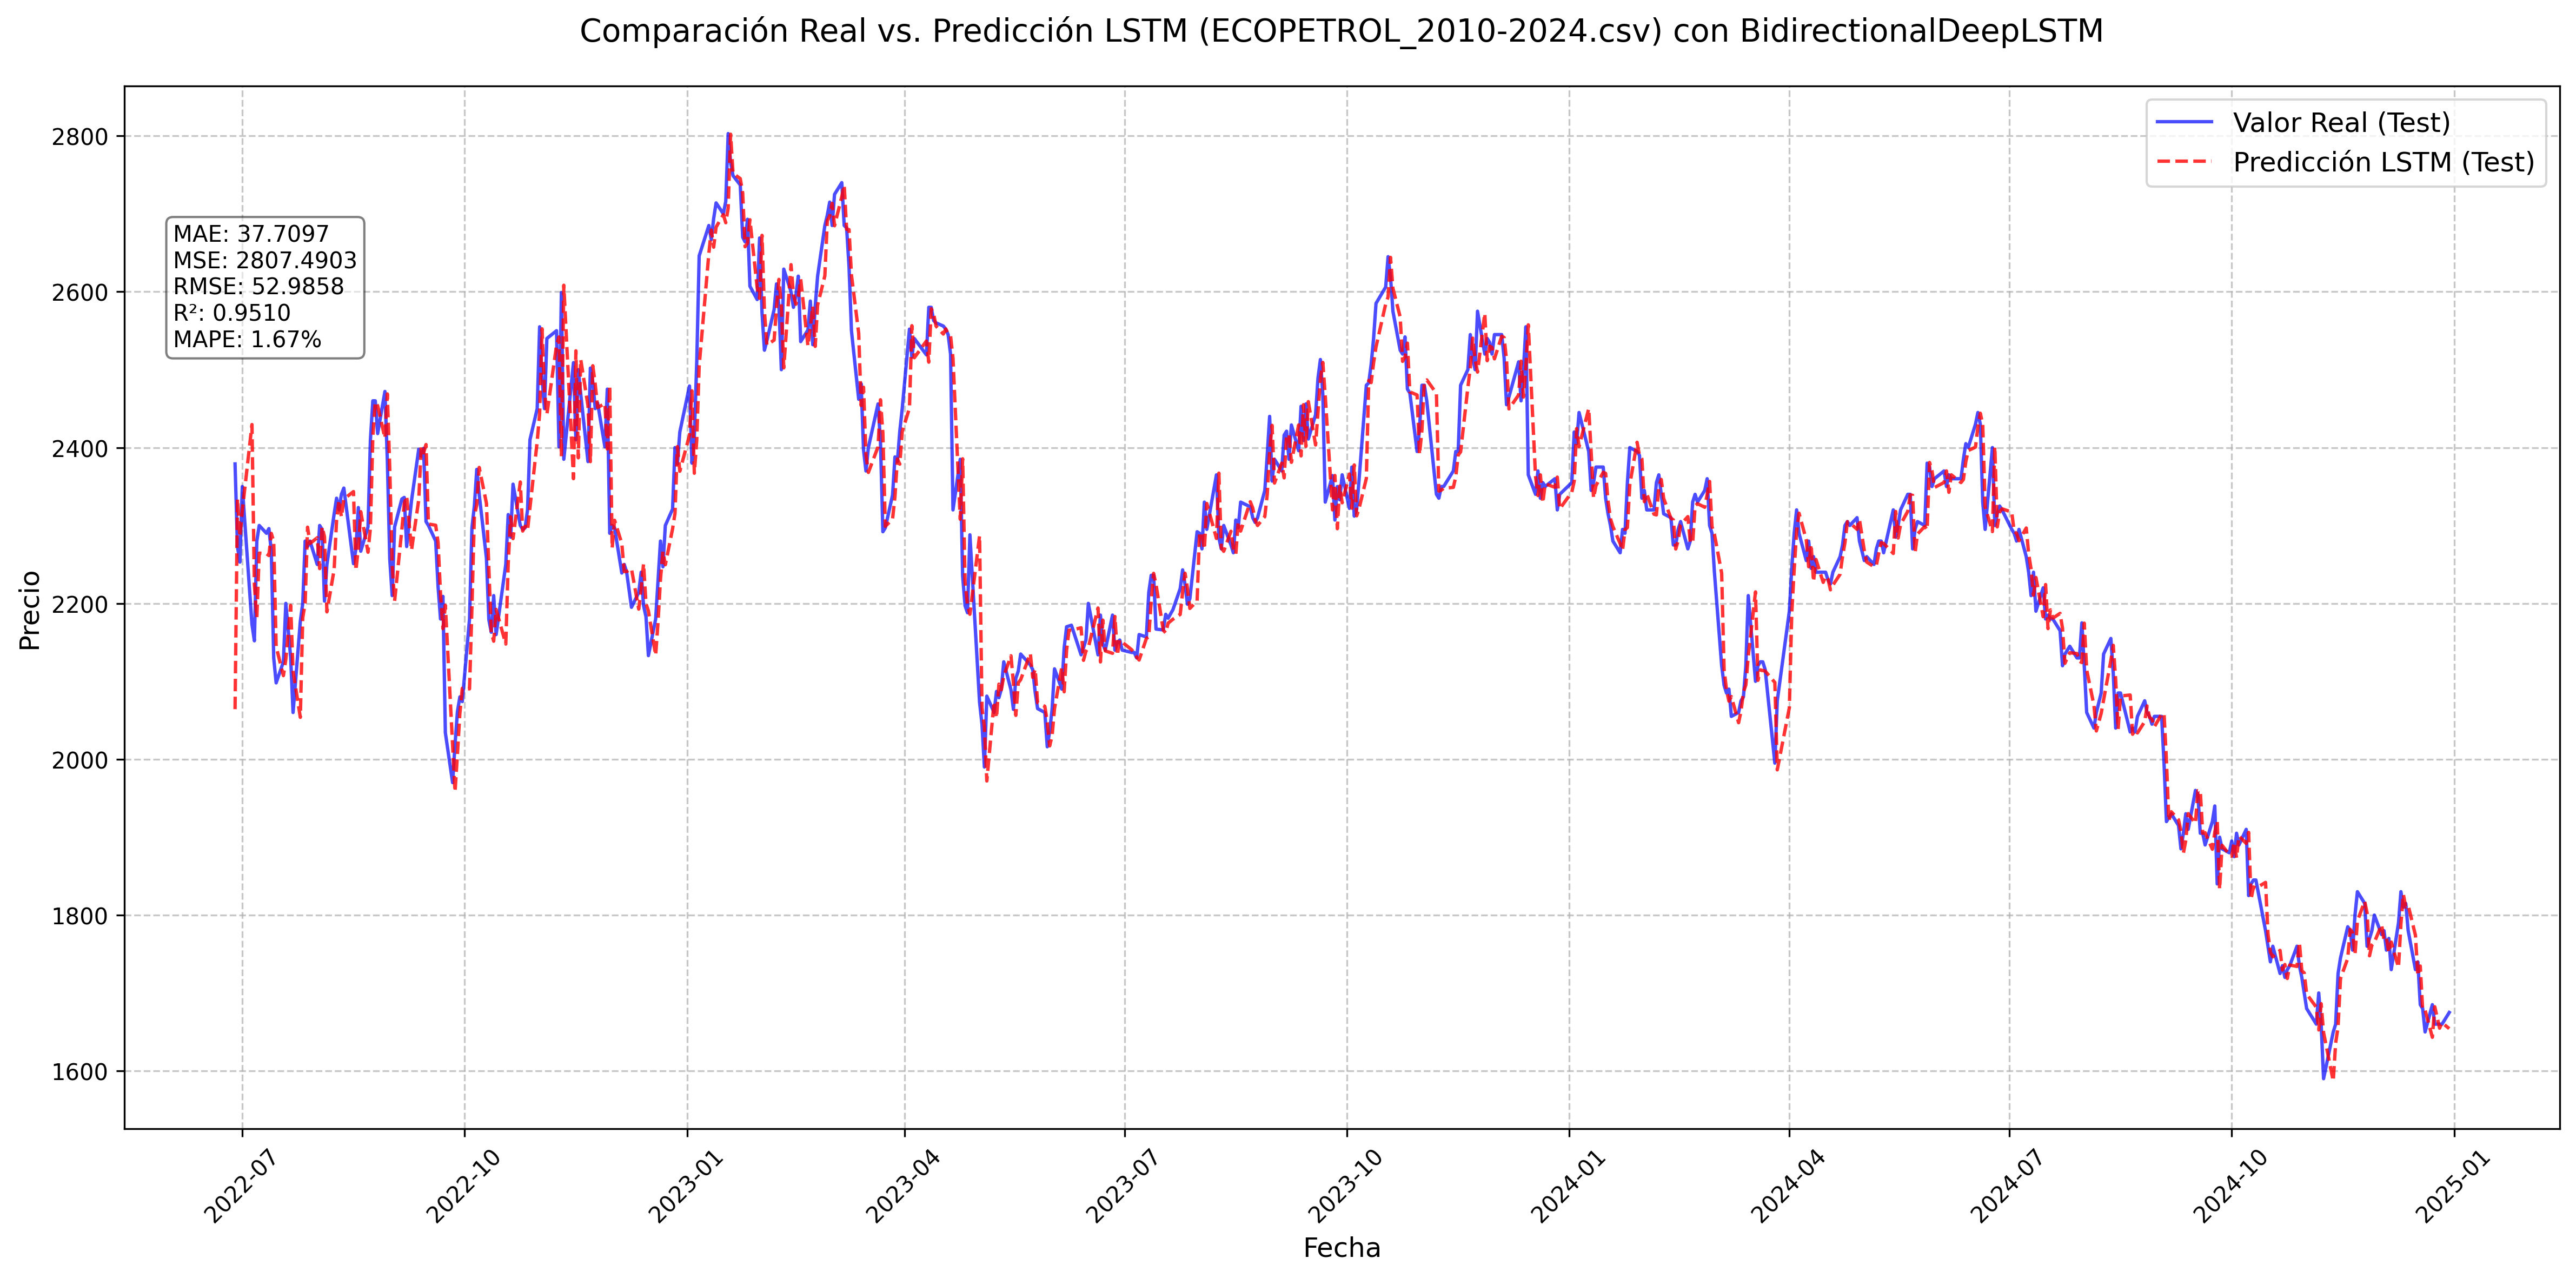 Comparación Real vs. Predicción LSTM (ECOPETROL_2010-2024.csv) con BidirectionalDeepLSTM
Valor Real (Test)
Predicción LSTM (Test)
MAE: 37.7097
MSE: 2807.4903
RMSE: 52.9858
R²: 0.9510
MAPE: 1.67%
Precio
2800
2600
2400
2200
2000
1800
1600
2022-07
2022-10
2023-01
2023-04
2023-07
2023-10
2024-01
2024-04
2024-07
2024-10
2025-01
Fecha